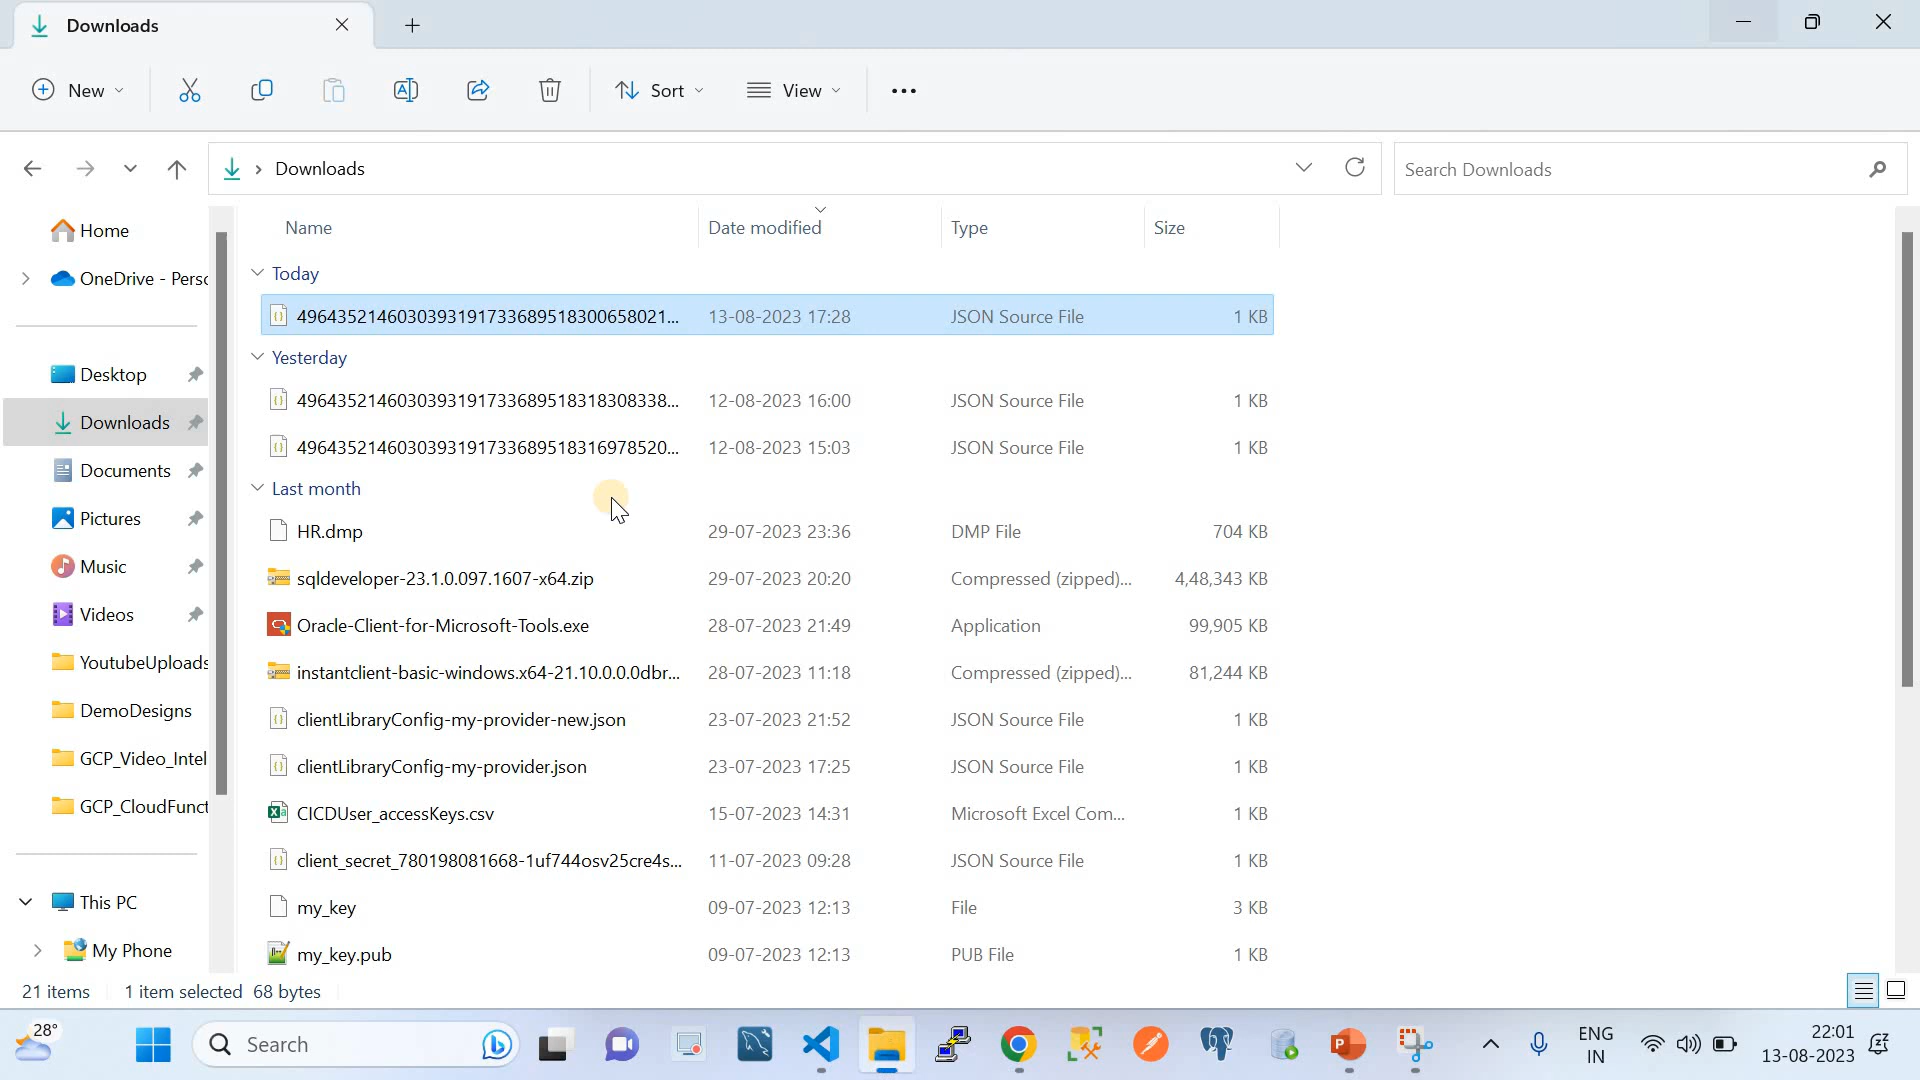 Downloads
New
Sort
View
Downloads
Search Downloads
Home
OneDrive - Perso
Desktop
Downloads
Documents
Pictures
Music
Videos
YoutubeUploads
DemoDesigns
GCP_Video_Intel
GCP_CloudFunct
This PC
My Phone
Name Date modified Type Size
Today
49643521460303931917336895183006580​21... 13-08-2023 17:28 JSON Source File 1 KB
Yesterday
49643521460303931917336895183183083​38... 12-08-2023 16:00 JSON Source File 1 KB
49643521460303931917336895183169785​20... 12-08-2023 15:03 JSON Source File 1 KB
Last month
HR.dmp 29-07-2023 23:36 DMP File 704 KB
sqldeveloper-23.1.0.097.1607-x64.zip 29-07-2023 20:20 Compressed (zipped)... 4,48,343 KB
Oracle-Client-for-Microsoft-Tools.exe 28-07-2023 21:49 Application 99,905 KB
instantclient-basic-windows.x64-21.10.0.0.0dbr... 28-07-2023 11:18 Compressed (zipped)... 81,244 KB
clientLibraryConfig-my-provider-new.json 23-07-2023 21:52 JSON Source File 1 KB
clientLibraryConfig-my-provider.json 23-07-2023 17:25 JSON Source File 1 KB
CICDUser_accessKeys.csv 15-07-2023 14:31 Microsoft Excel Com... 1 KB
client_secret_780198081668-1uf744osv25cre4s... 11-07-2023 09:28 JSON Source File 1 KB
my_key 09-07-2023 12:13 File 3 KB
my_key.pub 09-07-2023 12:13 PUB File 1 KB
21 items 1 item selected 68 bytes
28°
Search
ENG
IN
22:01
13-08-2023